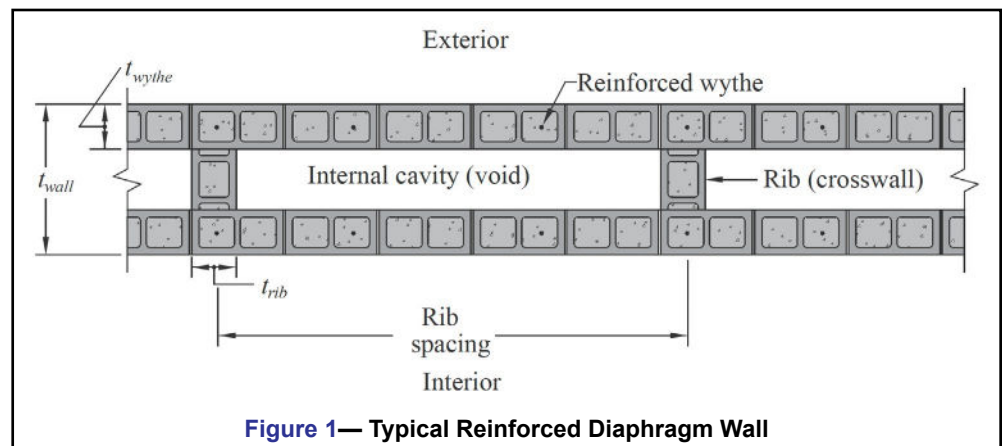 Exterior
t_wythe
Reinforced wythe
t_wall
Internal cavity (void)
Rib (crosswall)
t_rib
Rib
spacing
Interior
Figure 1— Typical Reinforced Diaphragm Wall